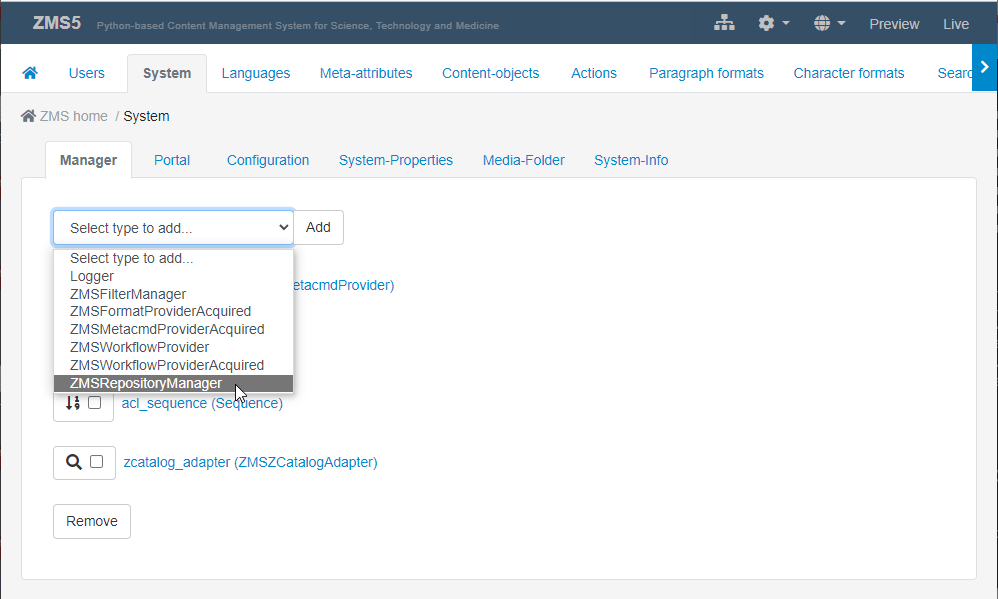 ZMS5 Python-based Content Management System for Science, Technology and Medicine Preview Live
Users System Languages Meta-attributes Content-objects Actions Paragraph formats Character formats Searc
ZMS home / System
Manager Portal Configuration System-Properties Media-Folder System-Info
Select type to add... Add
Select type to add...
Logger
etacmdProvider)
ZMSFilterManager
ZMSFormatProviderAcquired
ZMSMetacmdProviderAcquired
ZMSWorkflowProvider
ZMSWorkflowProviderAcquired
ZMSRepositoryManager
acl_sequence (Sequence)
zcatalog_adapter (ZMSZCatalogAdapter)
Remove